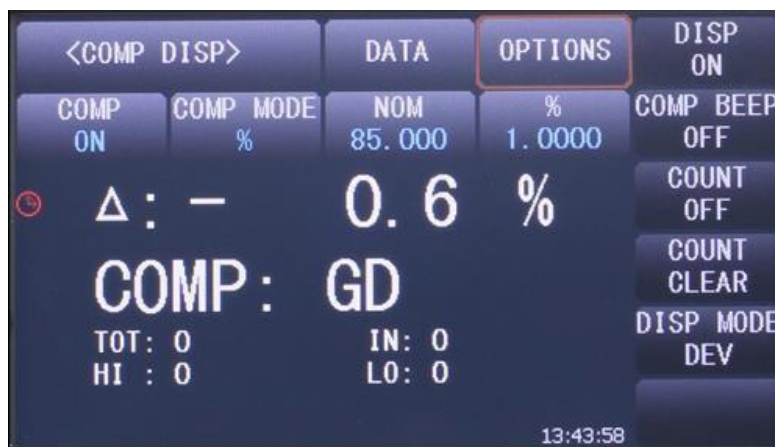 <COMP DISP> DATA OPTIONS DISP ON
COMP ON COMP MODE % NOM 85.000 % 1.0000 COMP BEEP OFF
Δ: - 0.6 %
COUNT OFF
COMP: GD
COUNT CLEAR
TOT: 0 IN: 0
HI : 0 LO: 0
DISP MODE DEV
13:43:58